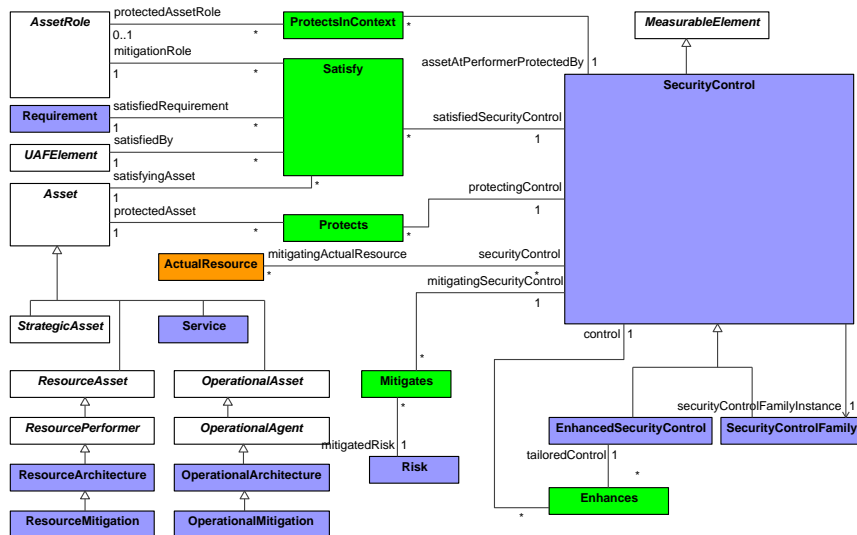 AssetRole
protectedAssetRole
0..1
*
ProtectsInContext
*
assetAtPerformerProtectedBy
1
MeasurableElement
mitigationRole
1
*
Satisfy
SecurityControl
Requirement
satisfiedRequirement
1
*
*
satisfiedSecurityControl
1
UAFElement
satisfiedBy
1
*
Asset
satisfyingAsset
1
*
protectedAsset
1
*
Protects
*
protectingControl
1
ActualResource
mitigatingActualResource
*
securityControl
*
mitigatingSecurityControl
1
StrategicAsset
Service
control
1
*
ResourceAsset
OperationalAsset
Mitigates
*
securityControlFamilyInstance
1
ResourcePerformer
OperationalAgent
EnhancedSecurityControl
SecurityControlFamily
mitigatedRisk
1
tailoredControl
1
ResourceArchitecture
OperationalArchitecture
Risk
*
Enhances
*
ResourceMitigation
OperationalMitigation